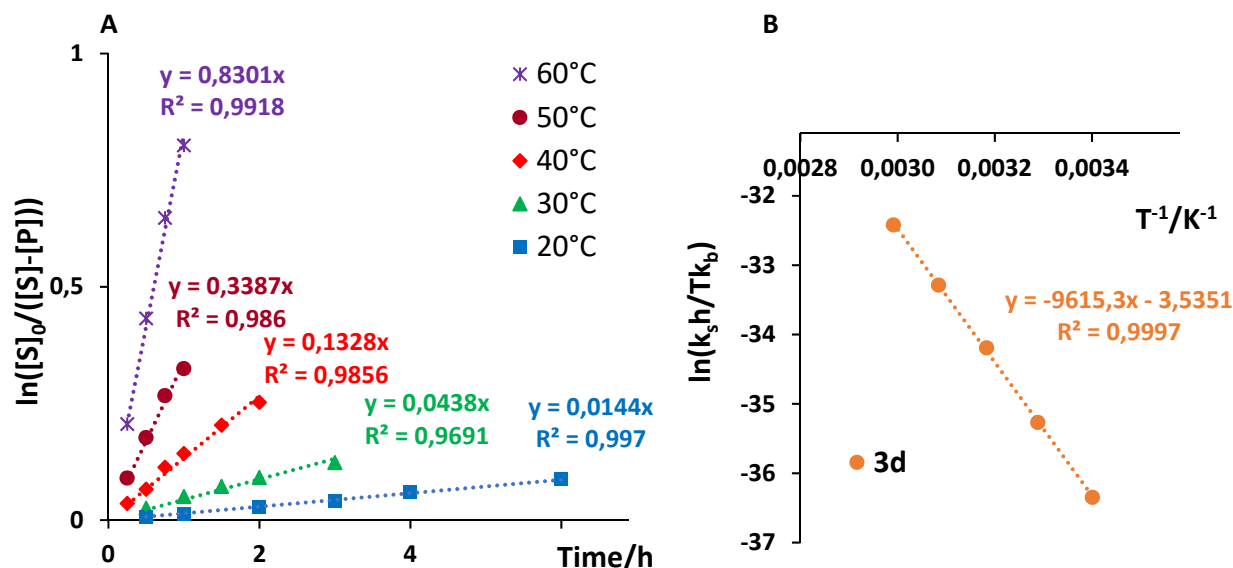 A
1
0,5
0
0
2
4
Time/h
ln([S]₀/([S]-[P]))
y = 0,8301x
R² = 0,9918
y = 0,3387x
R² = 0,986
y = 0,1328x
R² = 0,9856
y = 0,0438x
R² = 0,9691
y = 0,0144x
R² = 0,997
60°C
50°C
40°C
30°C
20°C
B
0,0028
0,0030
0,0032
0,0034
T⁻¹/K⁻¹
-32
-33
-34
-35
-36
-37
ln(kₛh/Tk_b)
y = -9615,3x - 3,5351
R² = 0,9997
3d